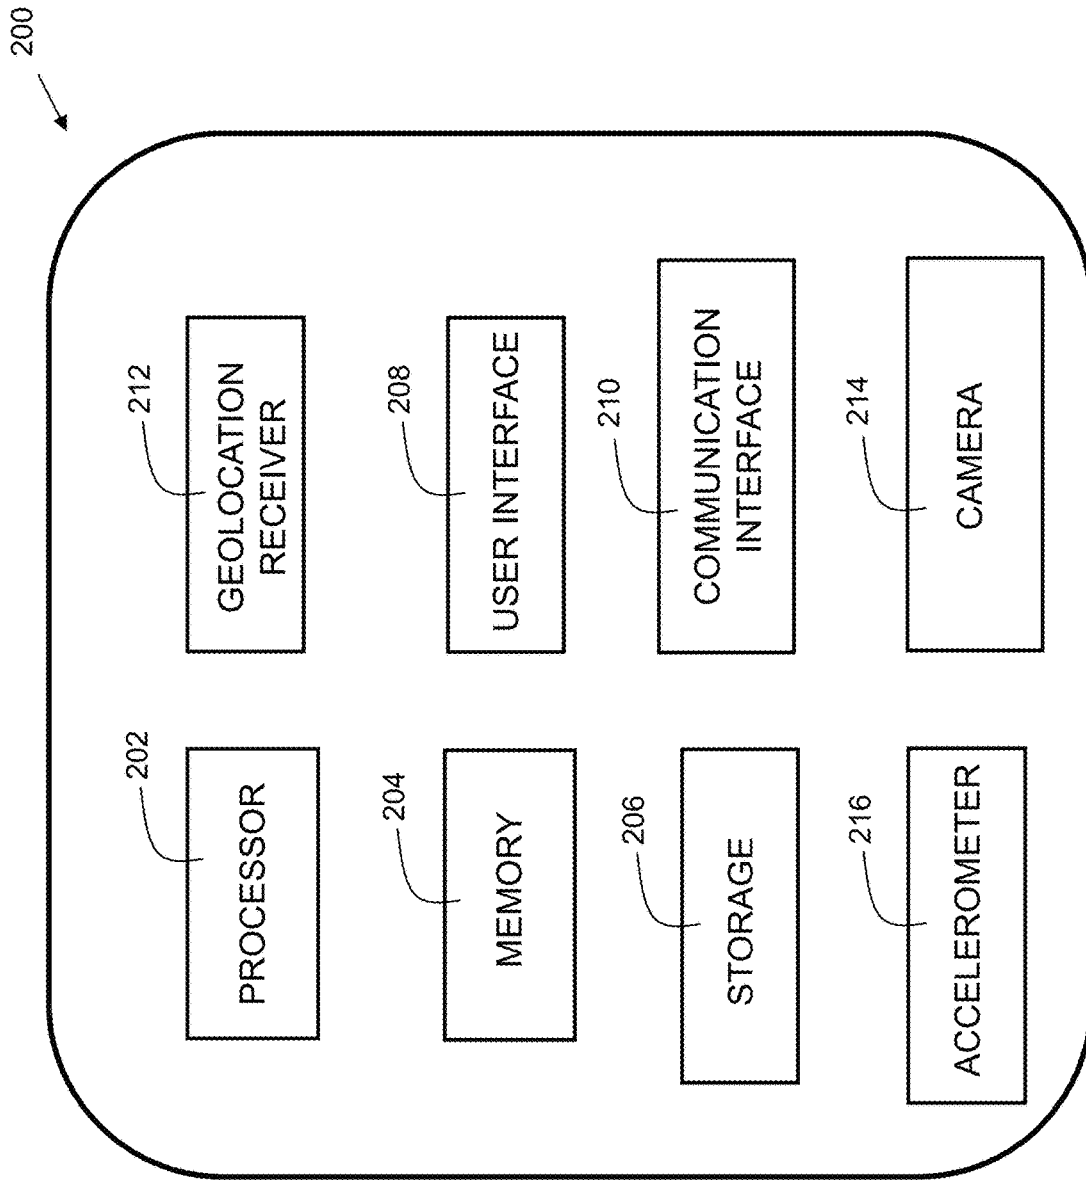 200
202
PROCESSOR
212
GEOLOCATION
RECEIVER
204
MEMORY
208
USER INTERFACE
206
STORAGE
210
COMMUNICATION
INTERFACE
216
ACCELEROMETER
214
CAMERA